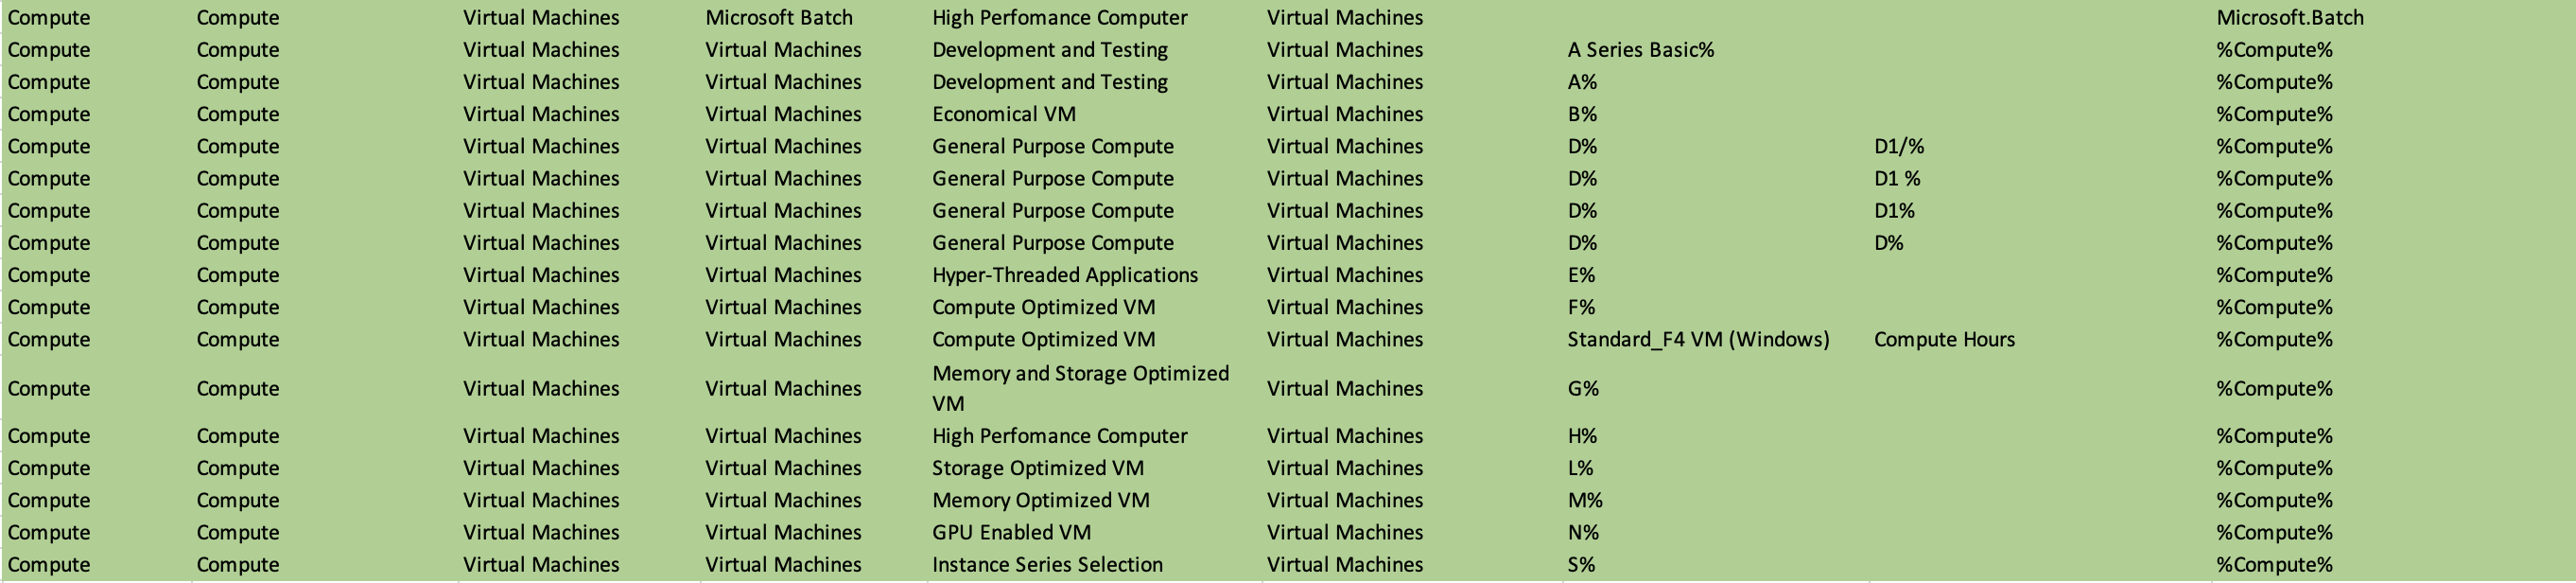 Compute Compute Virtual Machines Microsoft Batch High Perfomance Computer Virtual Machines Microsoft.Batch
Compute Compute Virtual Machines Virtual Machines Development and Testing Virtual Machines A Series Basic% %Compute%
Compute Compute Virtual Machines Virtual Machines Development and Testing Virtual Machines A% %Compute%
Compute Compute Virtual Machines Virtual Machines Economical VM Virtual Machines B% %Compute%
Compute Compute Virtual Machines Virtual Machines General Purpose Compute Virtual Machines D% D1/% %Compute%
Compute Compute Virtual Machines Virtual Machines General Purpose Compute Virtual Machines D% D1 % %Compute%
Compute Compute Virtual Machines Virtual Machines General Purpose Compute Virtual Machines D% D1% %Compute%
Compute Compute Virtual Machines Virtual Machines General Purpose Compute Virtual Machines D% D% %Compute%
Compute Compute Virtual Machines Virtual Machines Hyper-Threaded Applications Virtual Machines E% %Compute%
Compute Compute Virtual Machines Virtual Machines Compute Optimized VM Virtual Machines F% %Compute%
Compute Compute Virtual Machines Virtual Machines Compute Optimized VM Virtual Machines Standard_F4 VM (Windows) Compute Hours %Compute%
Compute Compute Virtual Machines Virtual Machines Memory and Storage Optimized
VM Virtual Machines G% %Compute%
Compute Compute Virtual Machines Virtual Machines High Perfomance Computer Virtual Machines H% %Compute%
Compute Compute Virtual Machines Virtual Machines Storage Optimized VM Virtual Machines L% %Compute%
Compute Compute Virtual Machines Virtual Machines Memory Optimized VM Virtual Machines M% %Compute%
Compute Compute Virtual Machines Virtual Machines GPU Enabled VM Virtual Machines N% %Compute%
Compute Compute Virtual Machines Virtual Machines Instance Series Selection Virtual Machines S% %Compute%